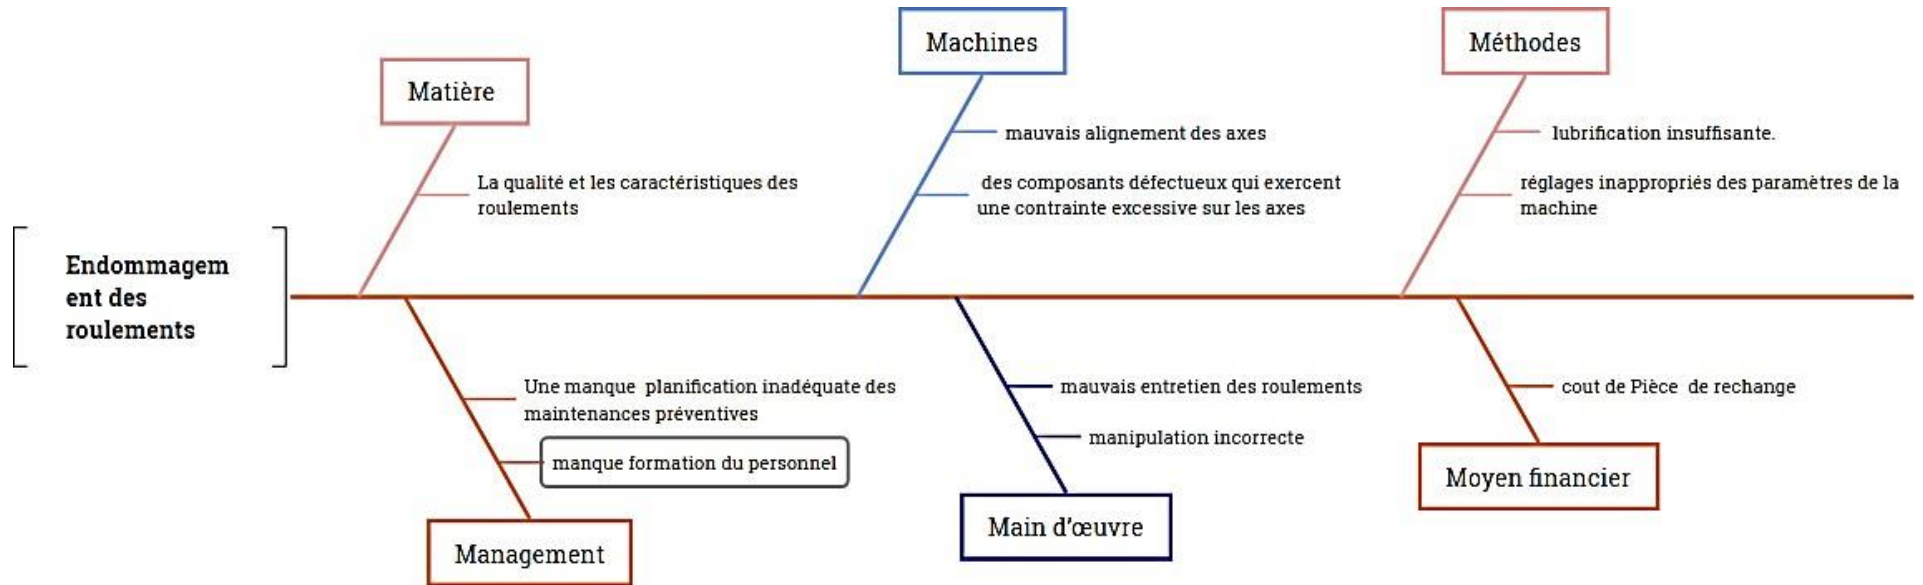 Machines
Méthodes
Matière
mauvais alignement des axes
lubrification insuffisante.
La qualité et les caractéristiques des
roulements
des composants défectueux qui exercent
une contrainte excessive sur les axes
réglages inappropriés des paramètres de la
machine
Endommagem
ent des
roulements
Une manque planification inadéquate des
maintenances préventives
manque formation du personnel
mauvais entretien des roulements
manipulation incorrecte
cout de Pièce de rechange
Moyen financier
Main d'œuvre
Management